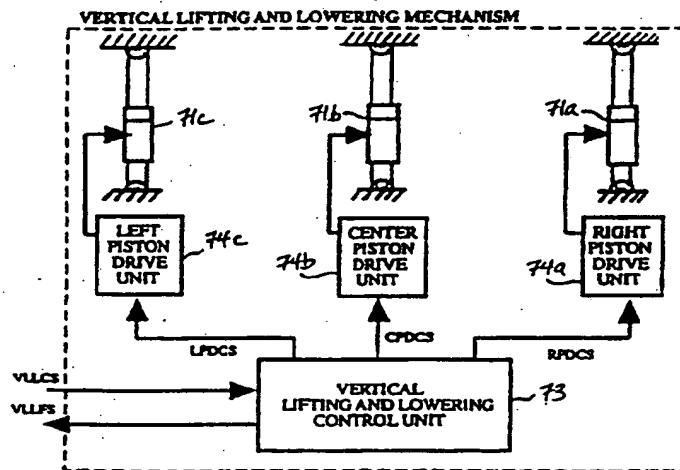 VERTICAL LIFTING AND LOWERING MECHANISM
71c
71b
71a
LEFT
PISTON
DRIVE
UNIT
74c
CENTER
PISTON
DRIVE
UNIT
74b
RIGHT
PISTON
DRIVE
UNIT
74a
LPDCS
CPDCS
RPDCS
VLLCS
VLLFS
VERTICAL
LIFTING AND LOWERING
CONTROL UNIT
73